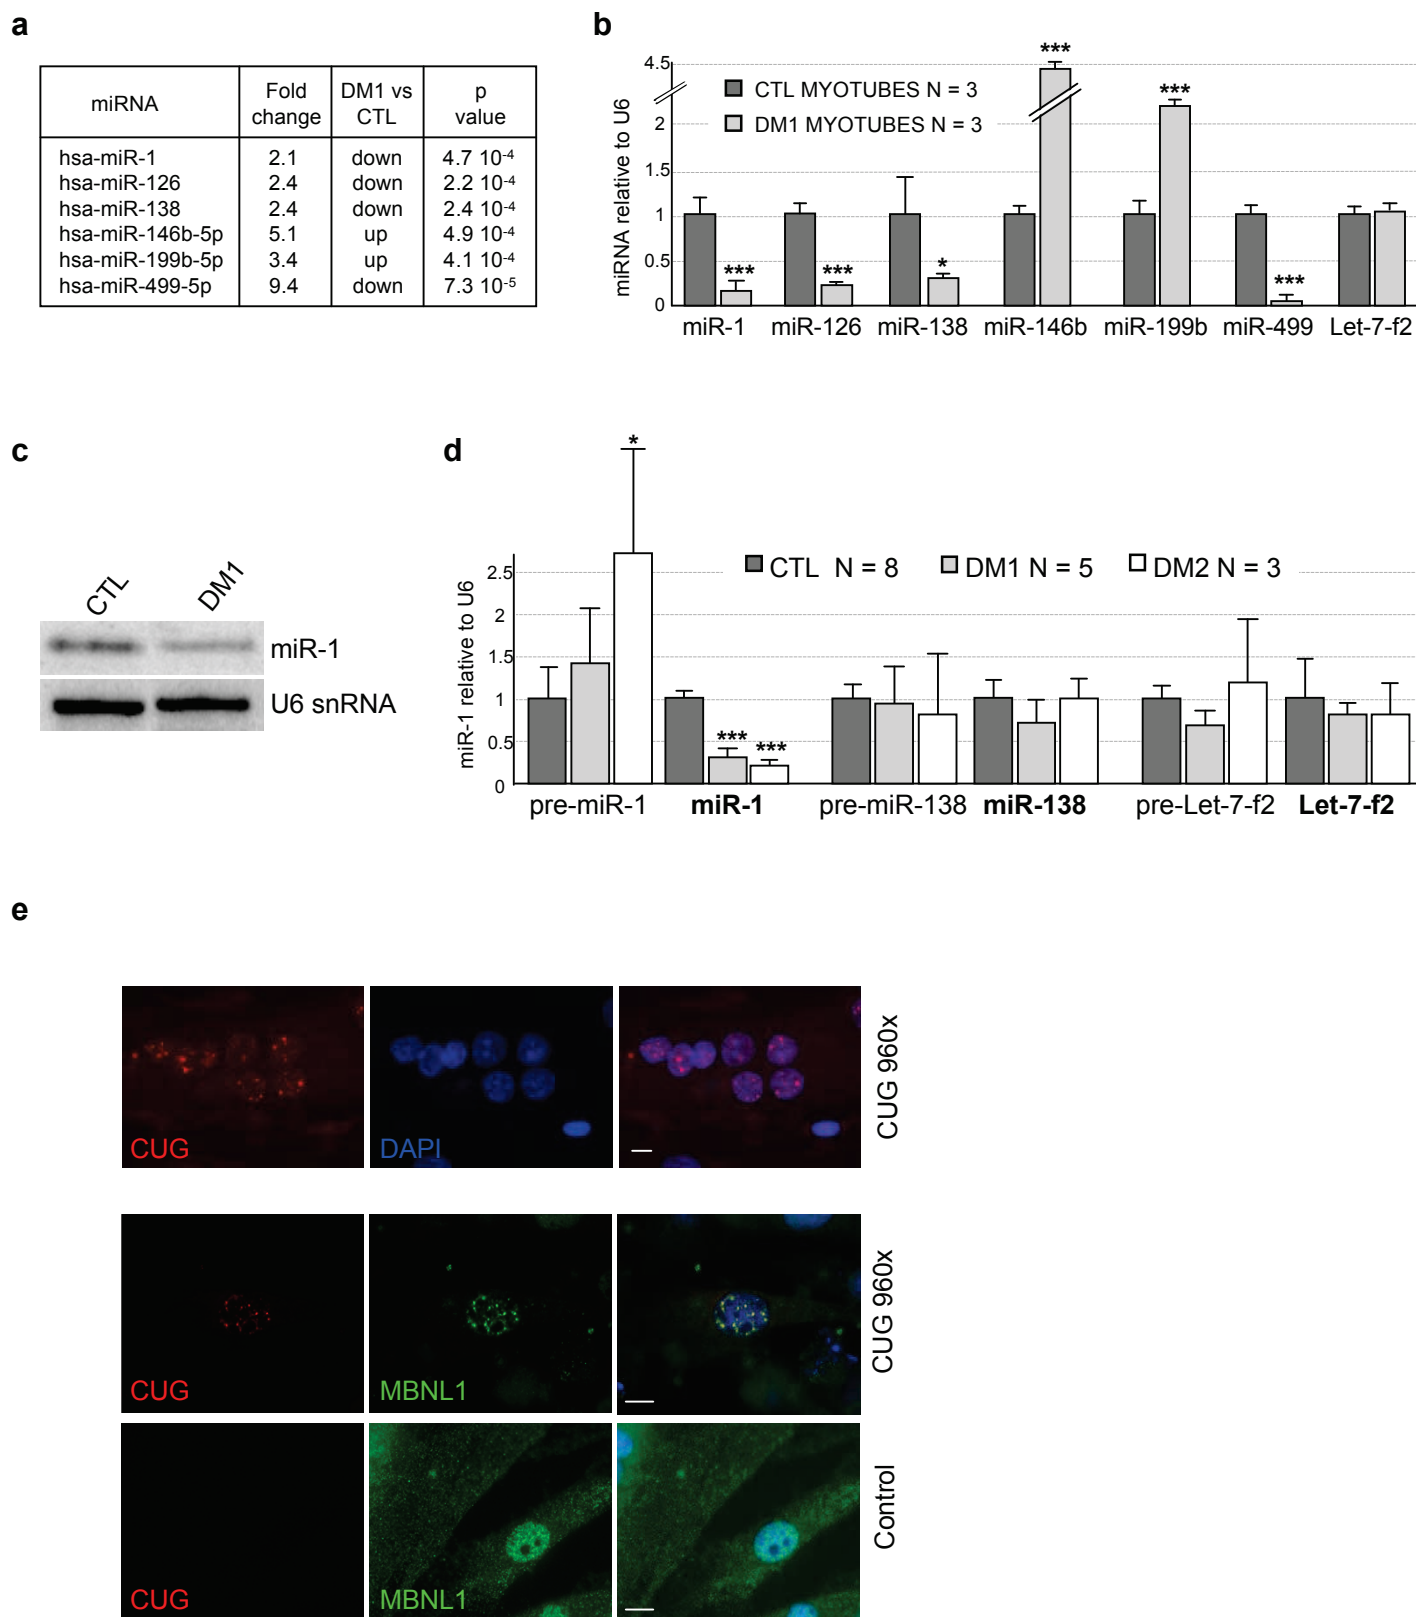 a
miRNA Fold change DM1 vs CTL p value
hsa-miR-1 2.1 down 4.7 10-4
hsa-miR-126 2.4 down 2.2 10-4
hsa-miR-138 2.4 down 2.4 10-4
hsa-miR-146b-5p 5.1 up 4.9 10-4
hsa-miR-199b-5p 3.4 up 4.1 10-4
hsa-miR-499-5p 9.4 down 7.3 10-5
b
miRNA relative to U6
4.5
2
1.5
1
0.5
0
CTL MYOTUBES N = 3
DM1 MYOTUBES N = 3
*** *** * *** *** ***
miR-1 miR-126 miR-138 miR-146b miR-199b miR-499 Let-7-f2
c
CTL DM1
miR-1
U6 snRNA
d
miR-1 relative to U6
2.5
2
1.5
1
0.5
0
CTL N = 8 DM1 N = 5 DM2 N = 3
* *** ***
pre-miR-1 miR-1 pre-miR-138 miR-138 pre-Let-7-f2 Let-7-f2
e
CUG DAPI CUG 960x
CUG MBNL1 CUG 960x
CUG MBNL1 Control